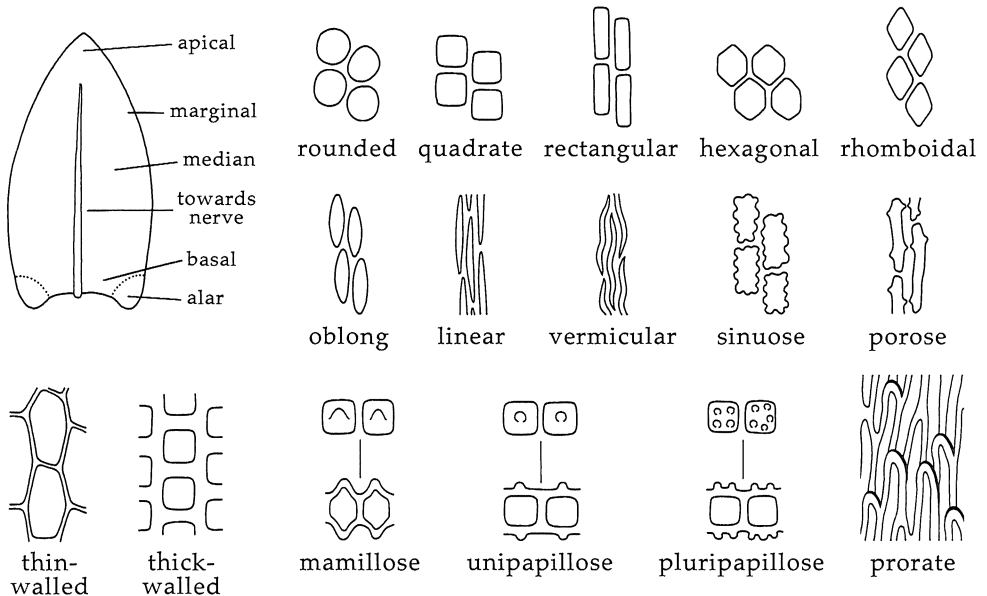 apical
marginal
median
towards
nerve
basal
alar
rounded quadrate rectangular hexagonal rhomboidal
oblong linear vermicular sinuose porose
thin-
walled
thick-
walled
mamillose unipapillose pluripapillose prorate